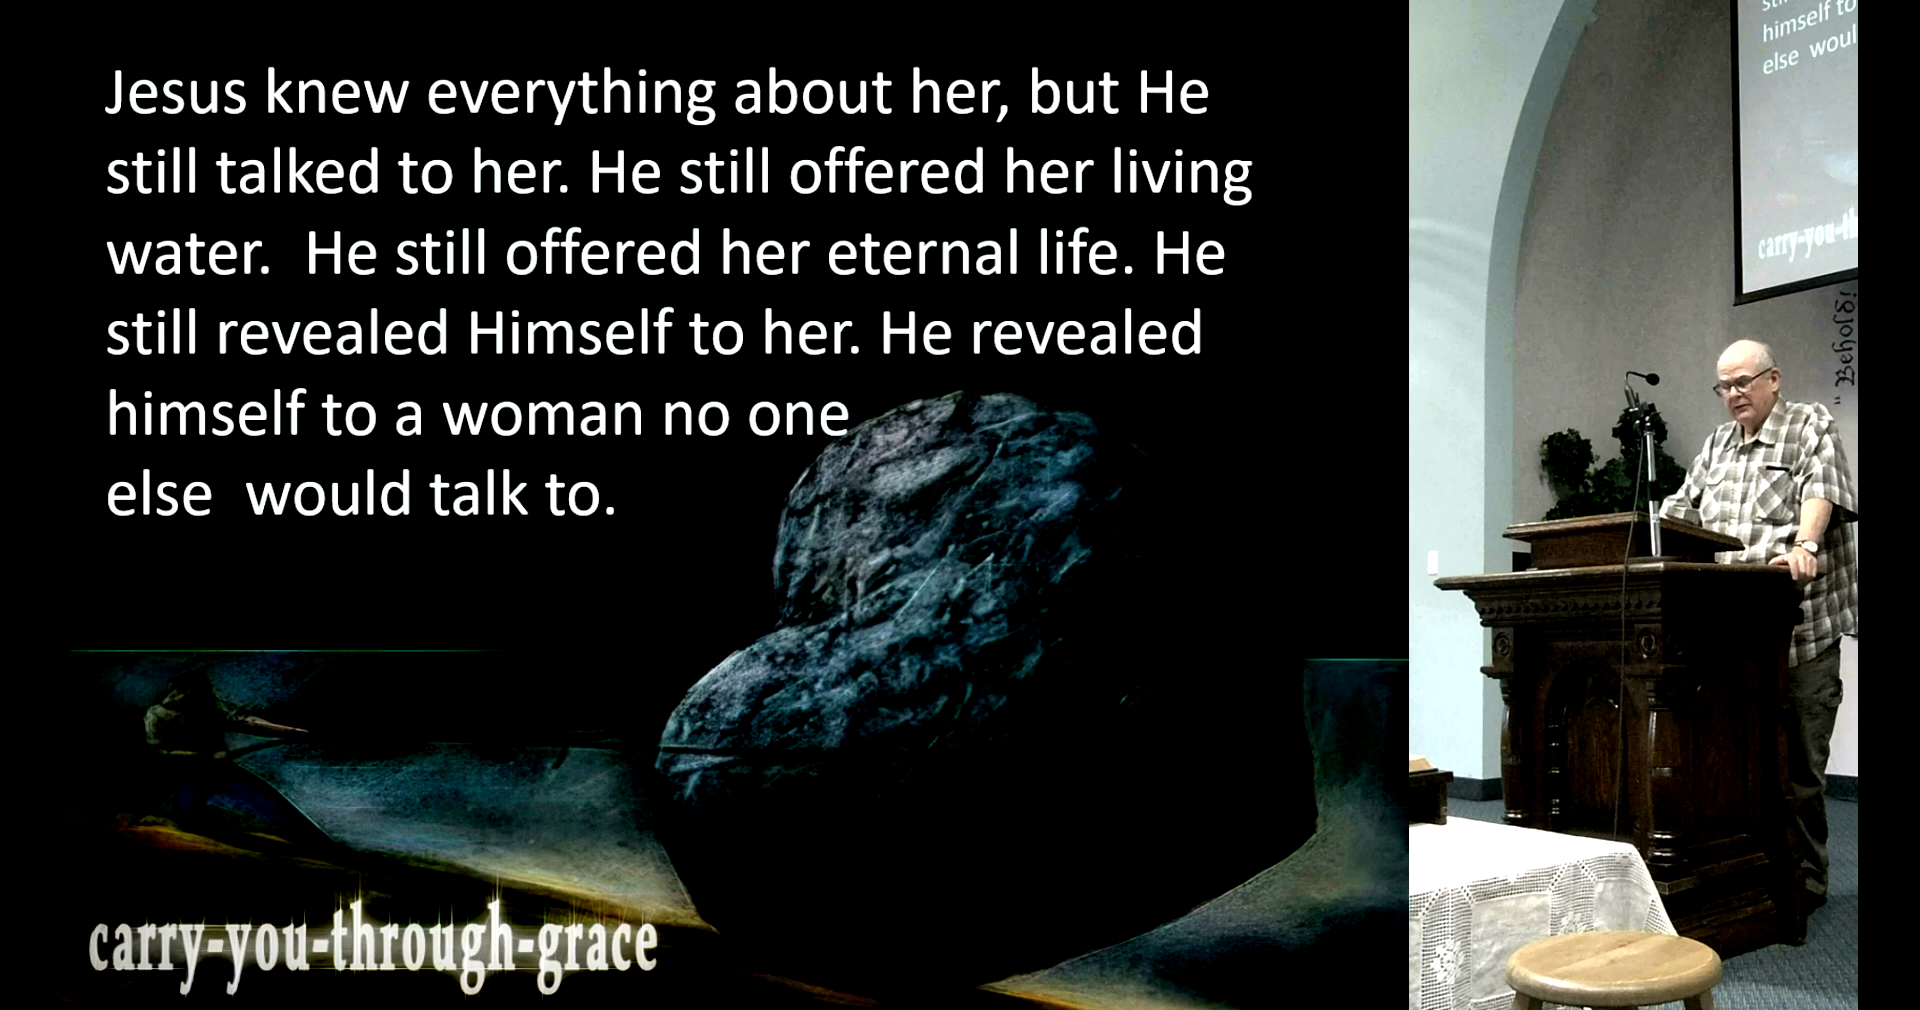 Jesus knew everything about her, but He
still talked to her. He still offered her living
water.  He still offered her eternal life. He
still revealed Himself to her. He revealed
himself to a woman no one
else  would talk to.
carry-you-through-grace
himself to
else  woul
carry-you-th
" Behold!